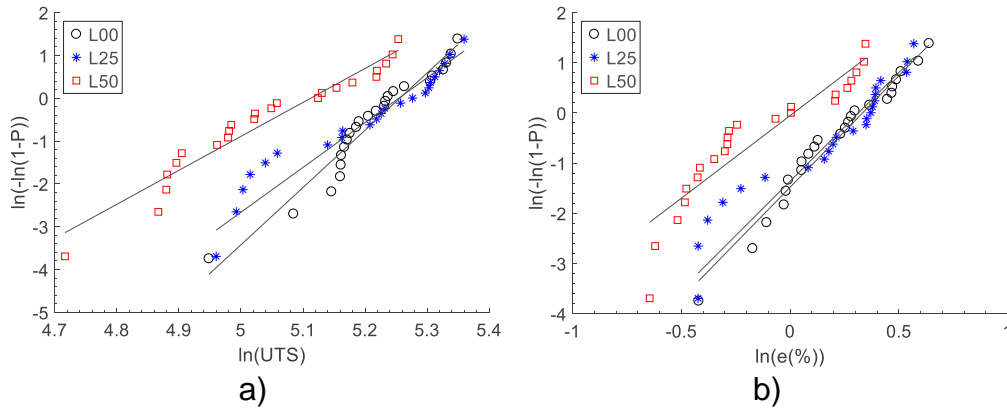 2
1
0
-1
-2
-3
-4
-5
4.7 4.8 4.9 5 5.1 5.2 5.3 5.4
ln(UTS)
ln(-ln(1-P))
L00
L25
L50
a)
2
1
0
-1
-2
-3
-4
-1 -0.5 0 0.5 1
ln(e(%))
ln(-ln(1-P))
L00
L25
L50
b)